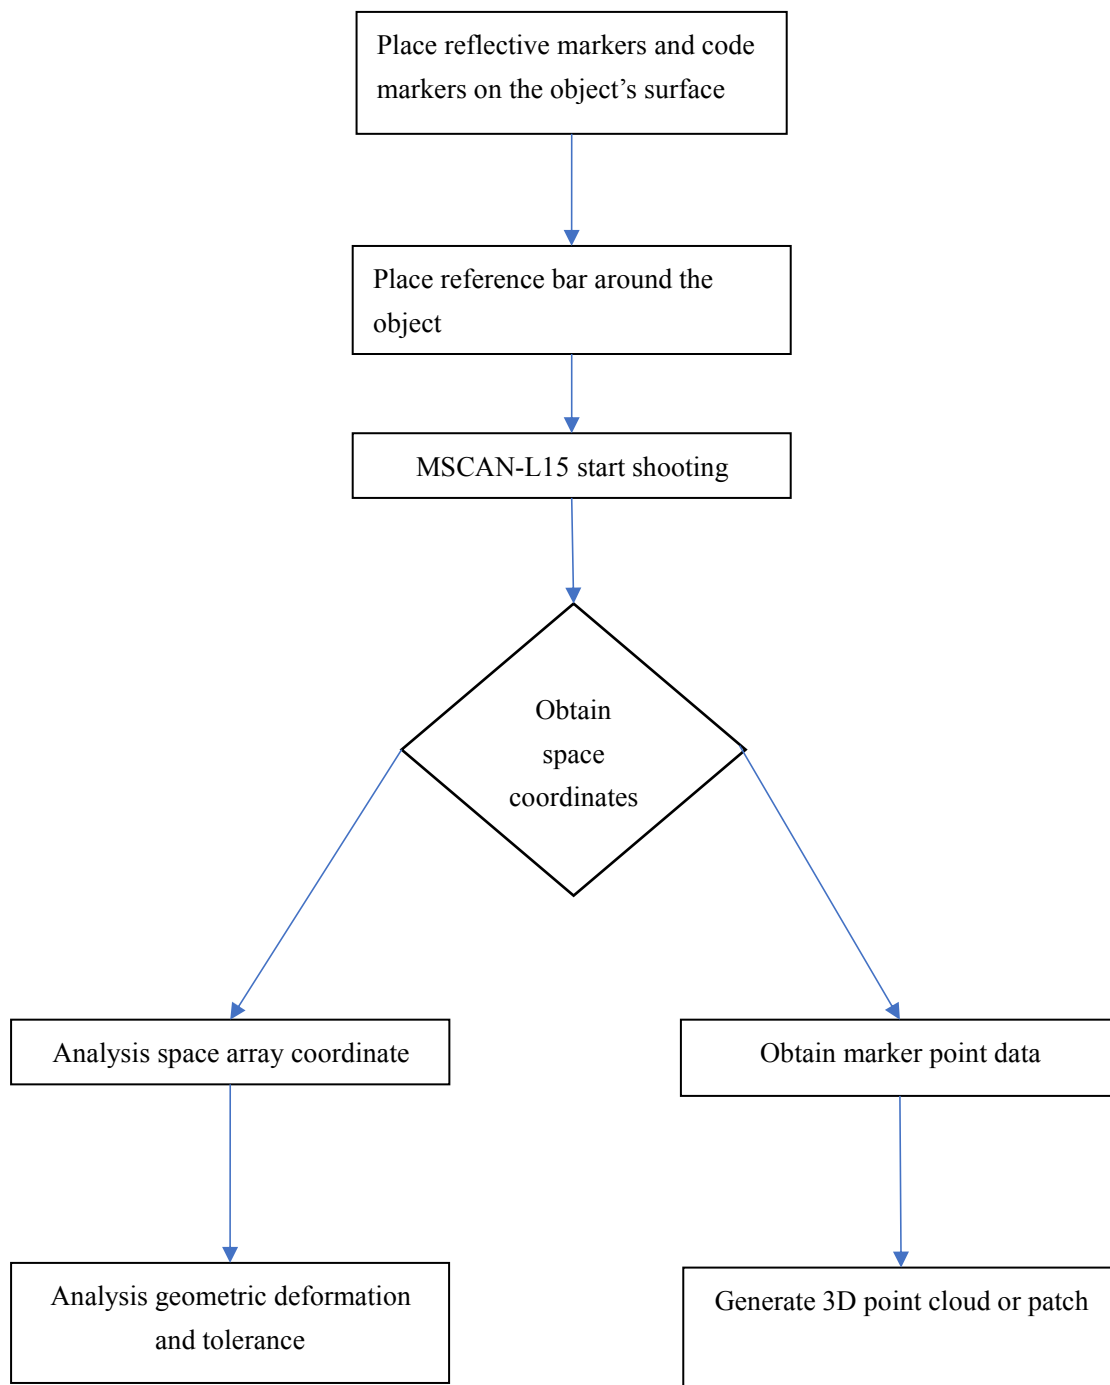 Place reflective markers and code
markers on the object’s surface
Place reference bar around the
object
MSCAN-L15 start shooting
Obtain
space
coordinates
Analysis space array coordinate
Obtain marker point data
Analysis geometric deformation
and tolerance
Generate 3D point cloud or patch